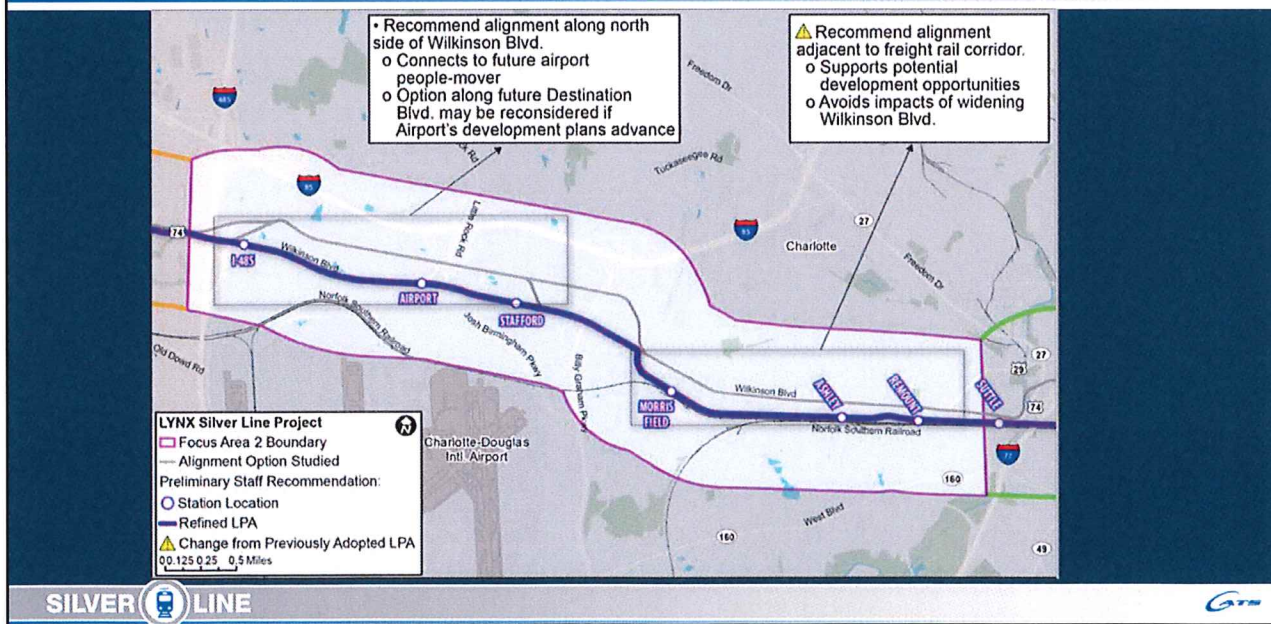 • Recommend alignment along north
side of Wilkinson Blvd.
o Connects to future airport
people-mover
o Option along future Destination
Blvd. may be reconsidered if
Airport's development plans advance
⚠ Recommend alignment
adjacent to freight rail corridor.
o Supports potential
development opportunities
o Avoids impacts of widening
Wilkinson Blvd.
485
85
Freedom Dr
Tuckaseegee Rd
ck Rd
Little Rock Rd
85
27
Charlotte
Freedom Dr
74
I-485
Wilkinson Blvd
AIRPORT
STAFFORD
Norfolk Southern Railroad
Josh Birmingham Pkwy
Billy Graham Pkwy
Old Dowd Rd
MORRIS
FIELD
Wilkinson Blvd
ASHLEY
REMOUNT
SUTTLE
27
29
74
Norfolk Southern Railroad
77
Charlotte-Douglas
Intl. Airport
160
West Blvd
160
49
LYNX Silver Line Project
Focus Area 2 Boundary
Alignment Option Studied
Preliminary Staff Recommendation:
Station Location
Refined LPA
⚠ Change from Previously Adopted LPA
0 0.125 0.25 0.5 Miles
SILVER LINE
CATS